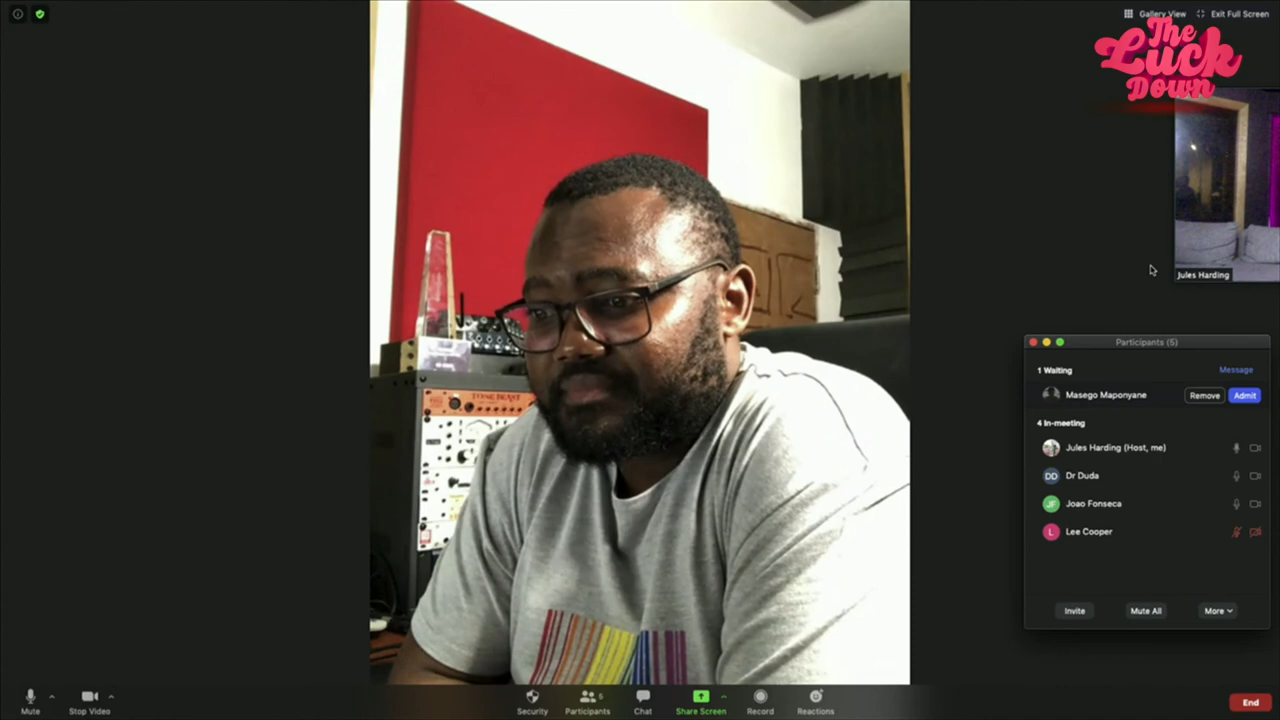 Gallery View
Exit Full Screen
The
Luck
Down
Jules Harding
Participants (5)
1 Waiting
Message
Masego Maponyane
Remove
Admit
4 In-meeting
Jules Harding (Host, me)
DD
Dr Duda
JF
Joao Fonseca
L
Lee Cooper
Invite
Mute All
More
TONE BEAST
Mute
Stop Video
Security
Participants
5
Chat
Share Screen
Record
Reactions
End